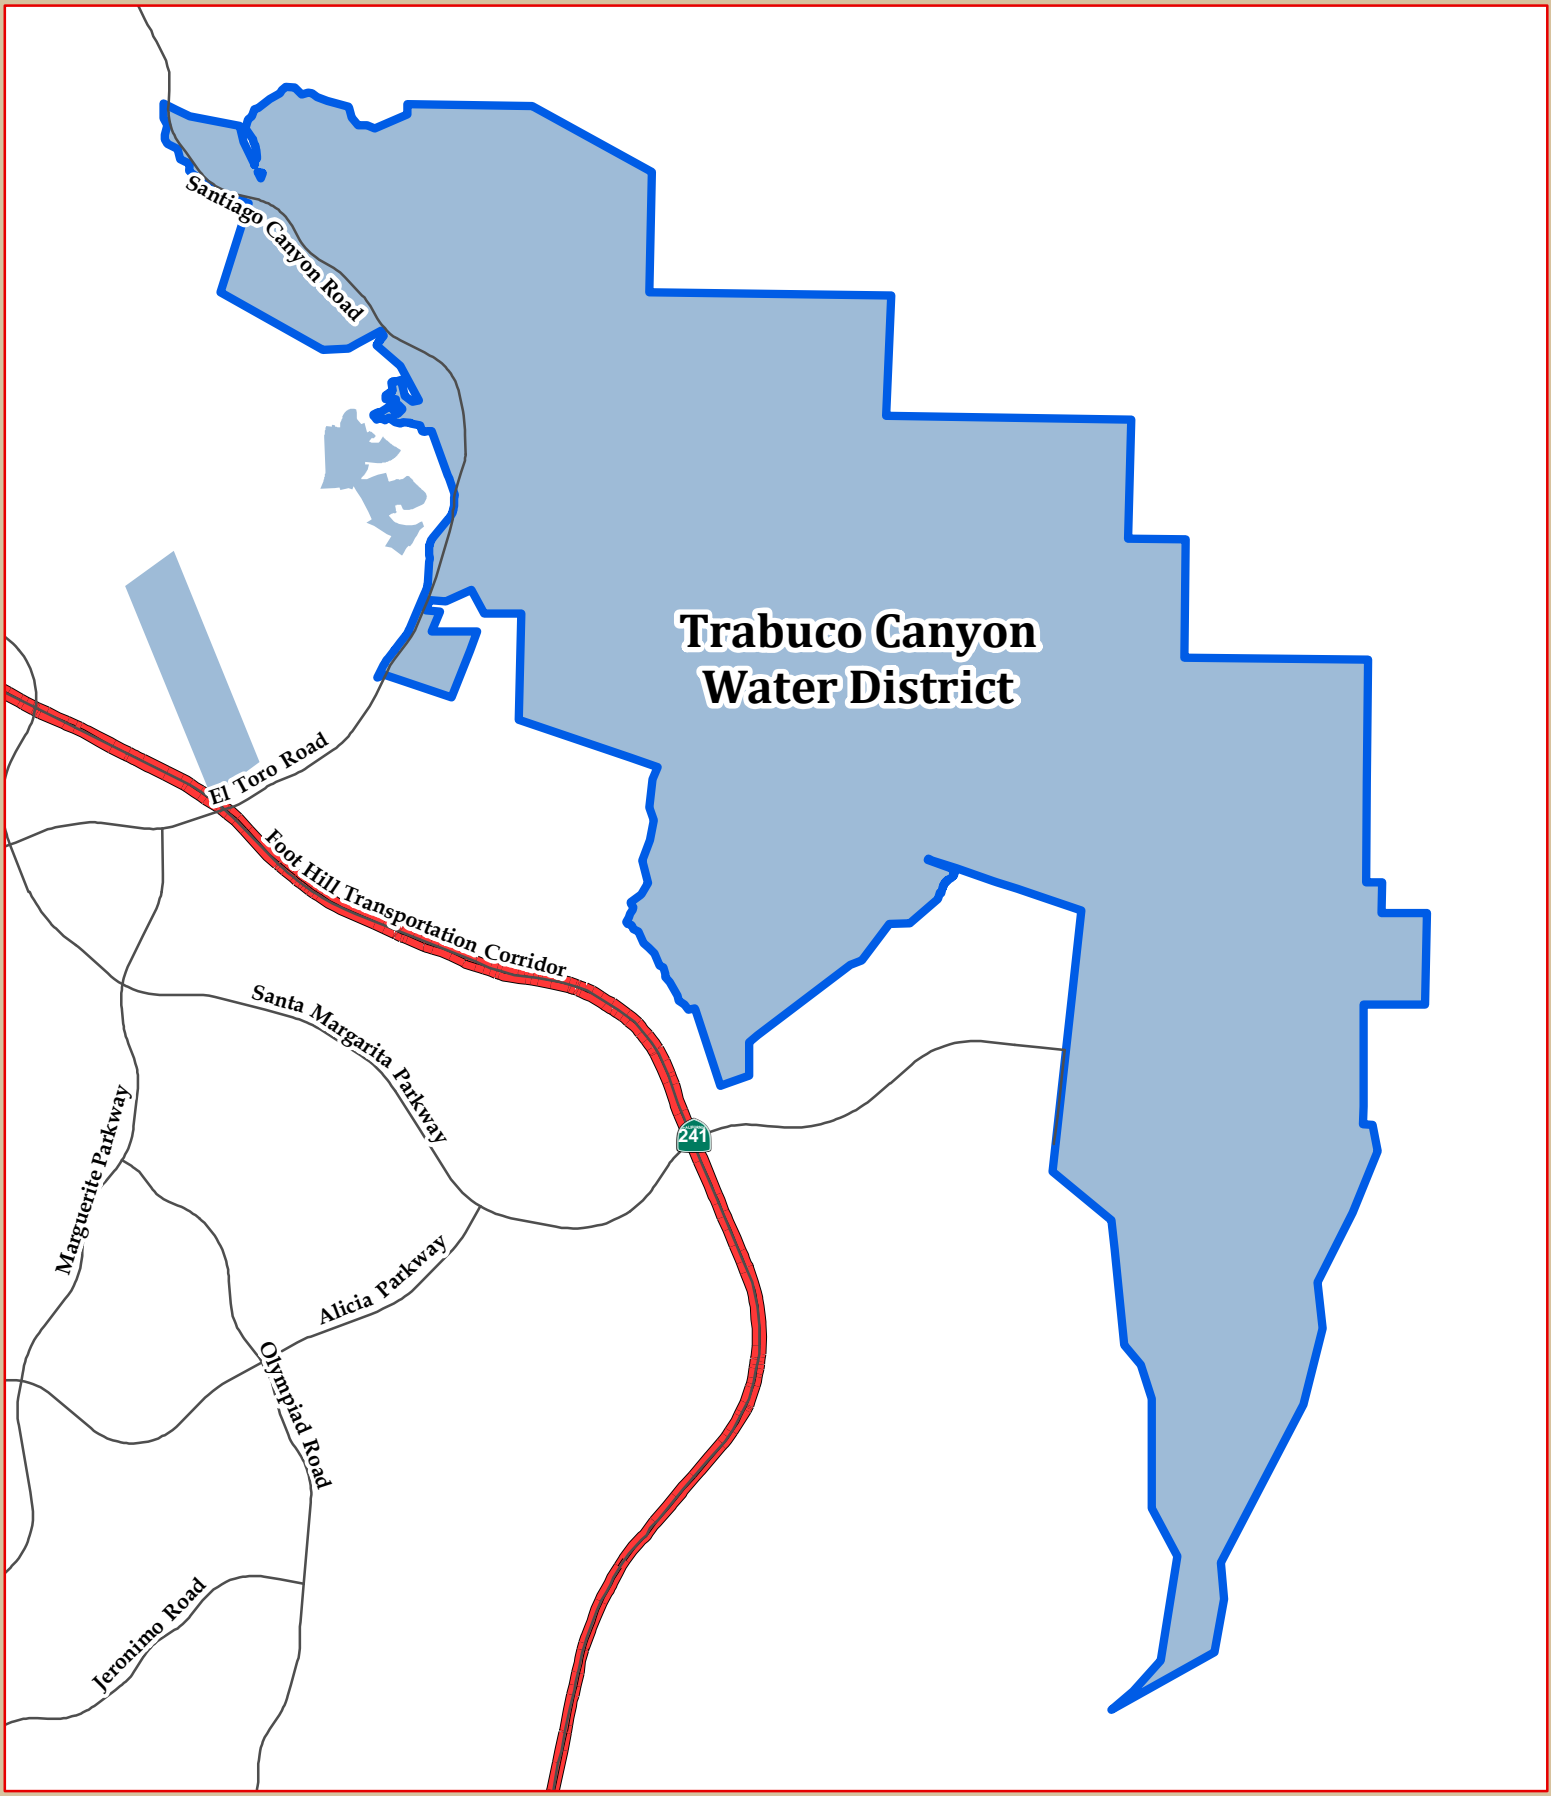 Santiago Canyon Road
Trabuco Canyon
Water District
El Toro Road
Foot Hill Transportation Corridor
Santa Margarita Parkway
Marguerite Parkway
241
Alicia Parkway
Olympiad Road
Jeronimo Road